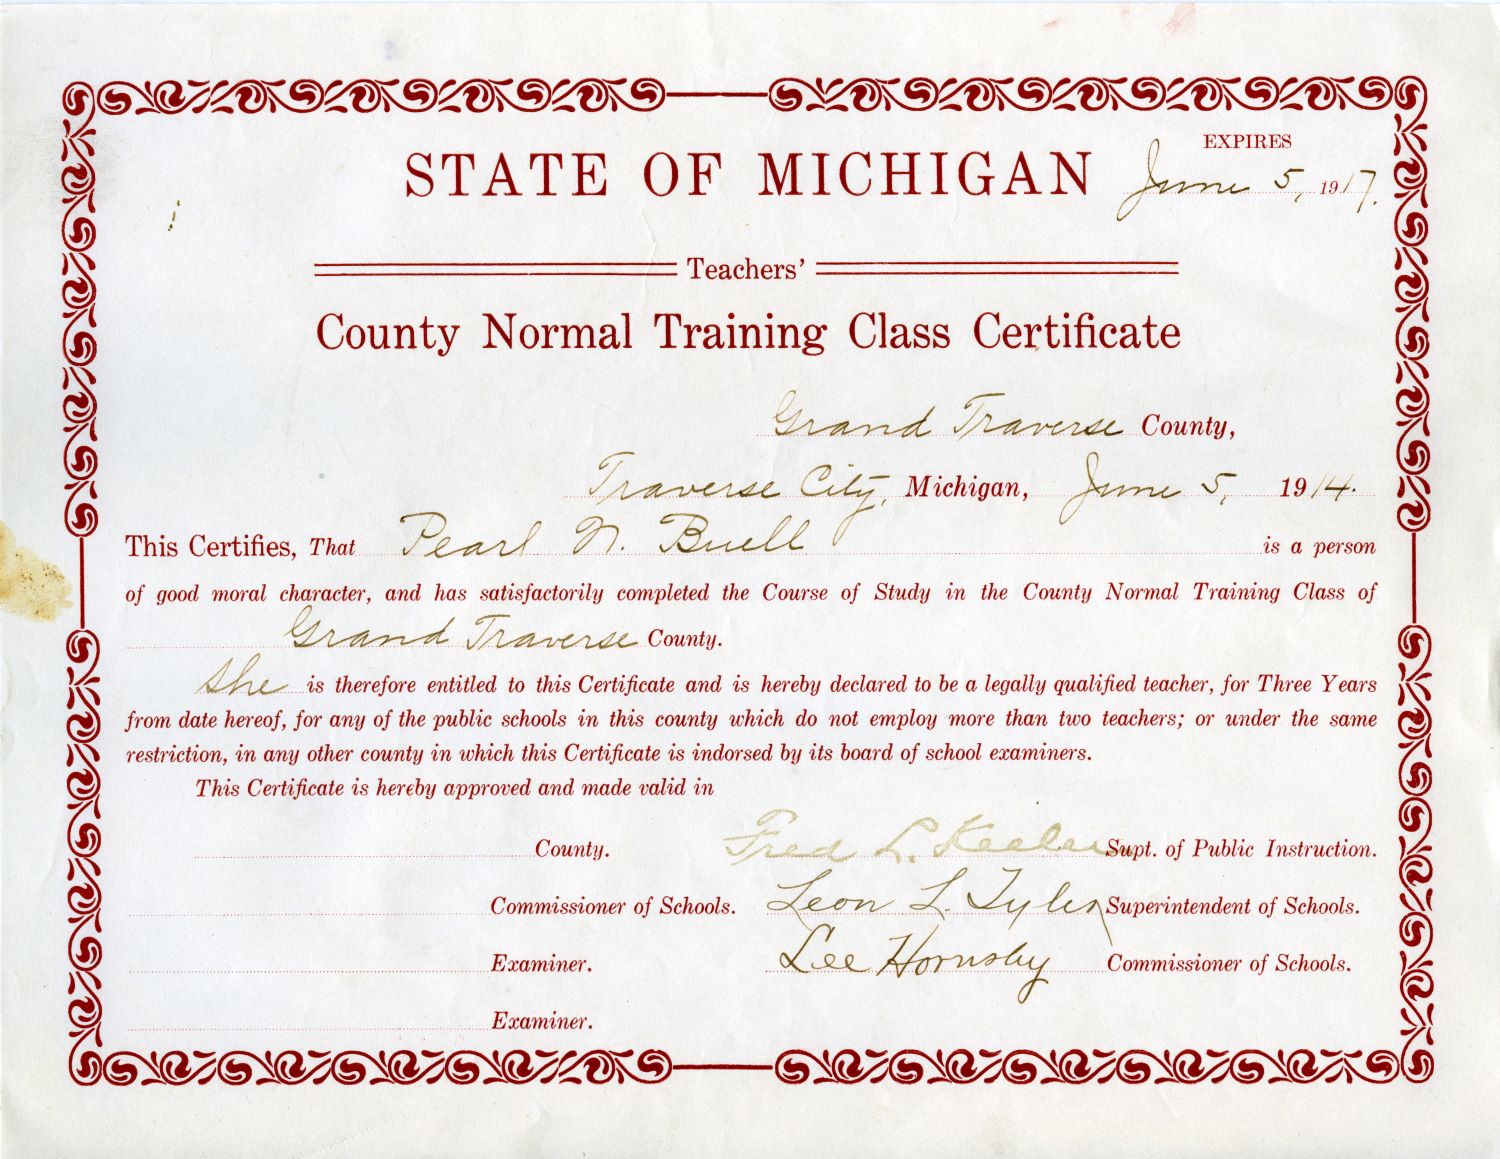 EXPIRES
STATE OF MICHIGAN June 5, 1917.
Teachers'
County Normal Training Class Certificate
Grand Traverse County,
Traverse City, Michigan, June 5, 1914.
This Certifies, That Pearl N. Buell is a person
of good moral character, and has satisfactorily completed the Course of Study in the County Normal Training Class of
Grand Traverse County.
She is therefore entitled to this Certificate and is hereby declared to be a legally qualified teacher, for Three Years
from date hereof, for any of the public schools in this county which do not employ more than two teachers; or under the same
restriction, in any other county in which this Certificate is indorsed by its board of school examiners.
This Certificate is hereby approved and made valid in
County. Fred L. Keeler Supt. of Public Instruction.
Commissioner of Schools. Leon L. Tyler Superintendent of Schools.
Examiner. Lee Hornsby Commissioner of Schools.
Examiner.